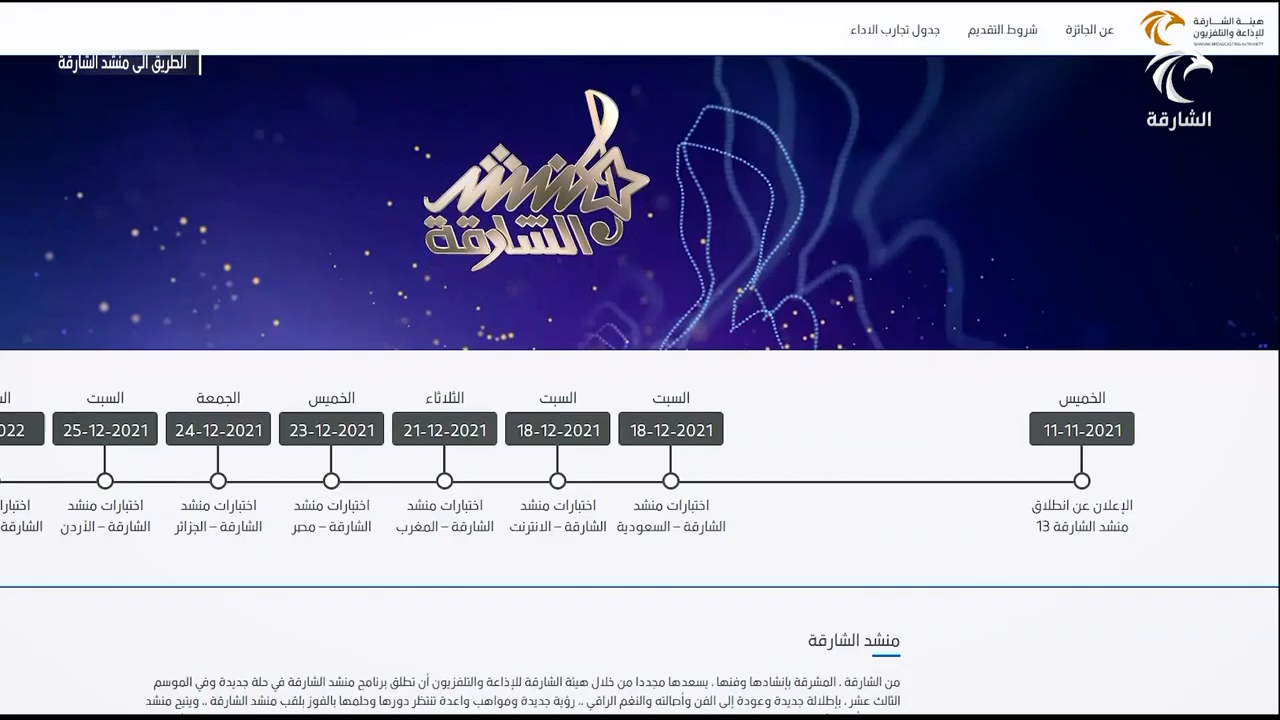 هيئة الشارقة
للإذاعة والتلفزيون
SHARJAH BROADCASTING AUTHORITY
عن الجائزة
شروط التقديم
جدول تجارب الاداء
الطريق الى منشد الشارقة
الشارقة
منشد
الشارقة
الخميس
11-11-2021
الإعلان عن انطلاق
منشد الشارقة 13
السبت
18-12-2021
اختبارات منشد
الشارقة – السعودية
السبت
18-12-2021
اختبارات منشد
الشارقة – الانترنت
الثلاثاء
21-12-2021
اختبارات منشد
الشارقة – المغرب
الخميس
23-12-2021
اختبارات منشد
الشارقة – مصر
الجمعة
24-12-2021
اختبارات منشد
الشارقة – الجزائر
السبت
25-12-2021
اختبارات منشد
الشارقة – الأردن
022
الشارقة
منشد الشارقة
من الشارقة ، المشرقة بإنشادها وفنها ، يسعدها مجددا من خلال هيئة الشارقة للإذاعة والتلفزيون أن تطلق برنامج منشد الشارقة في حلة جديدة وفي الموسم
الثالث عشر ، بإطلالة جديدة وعودة إلى الفن وأصالته والنغم الراقي .. رؤية جديدة ومواهب واعدة تنتظر دورها وحلمها بالفوز بلقب منشد الشارقة .. ويتيح منشد